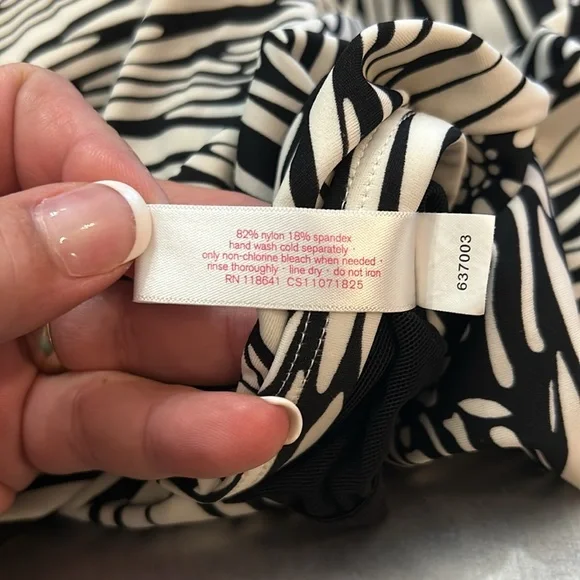 82% nylon 18% spandex
hand wash cold separately ·
only non-chlorine bleach when needed ·
rinse thoroughly · line dry · do not iron
RN 118641 CS11071825
637003